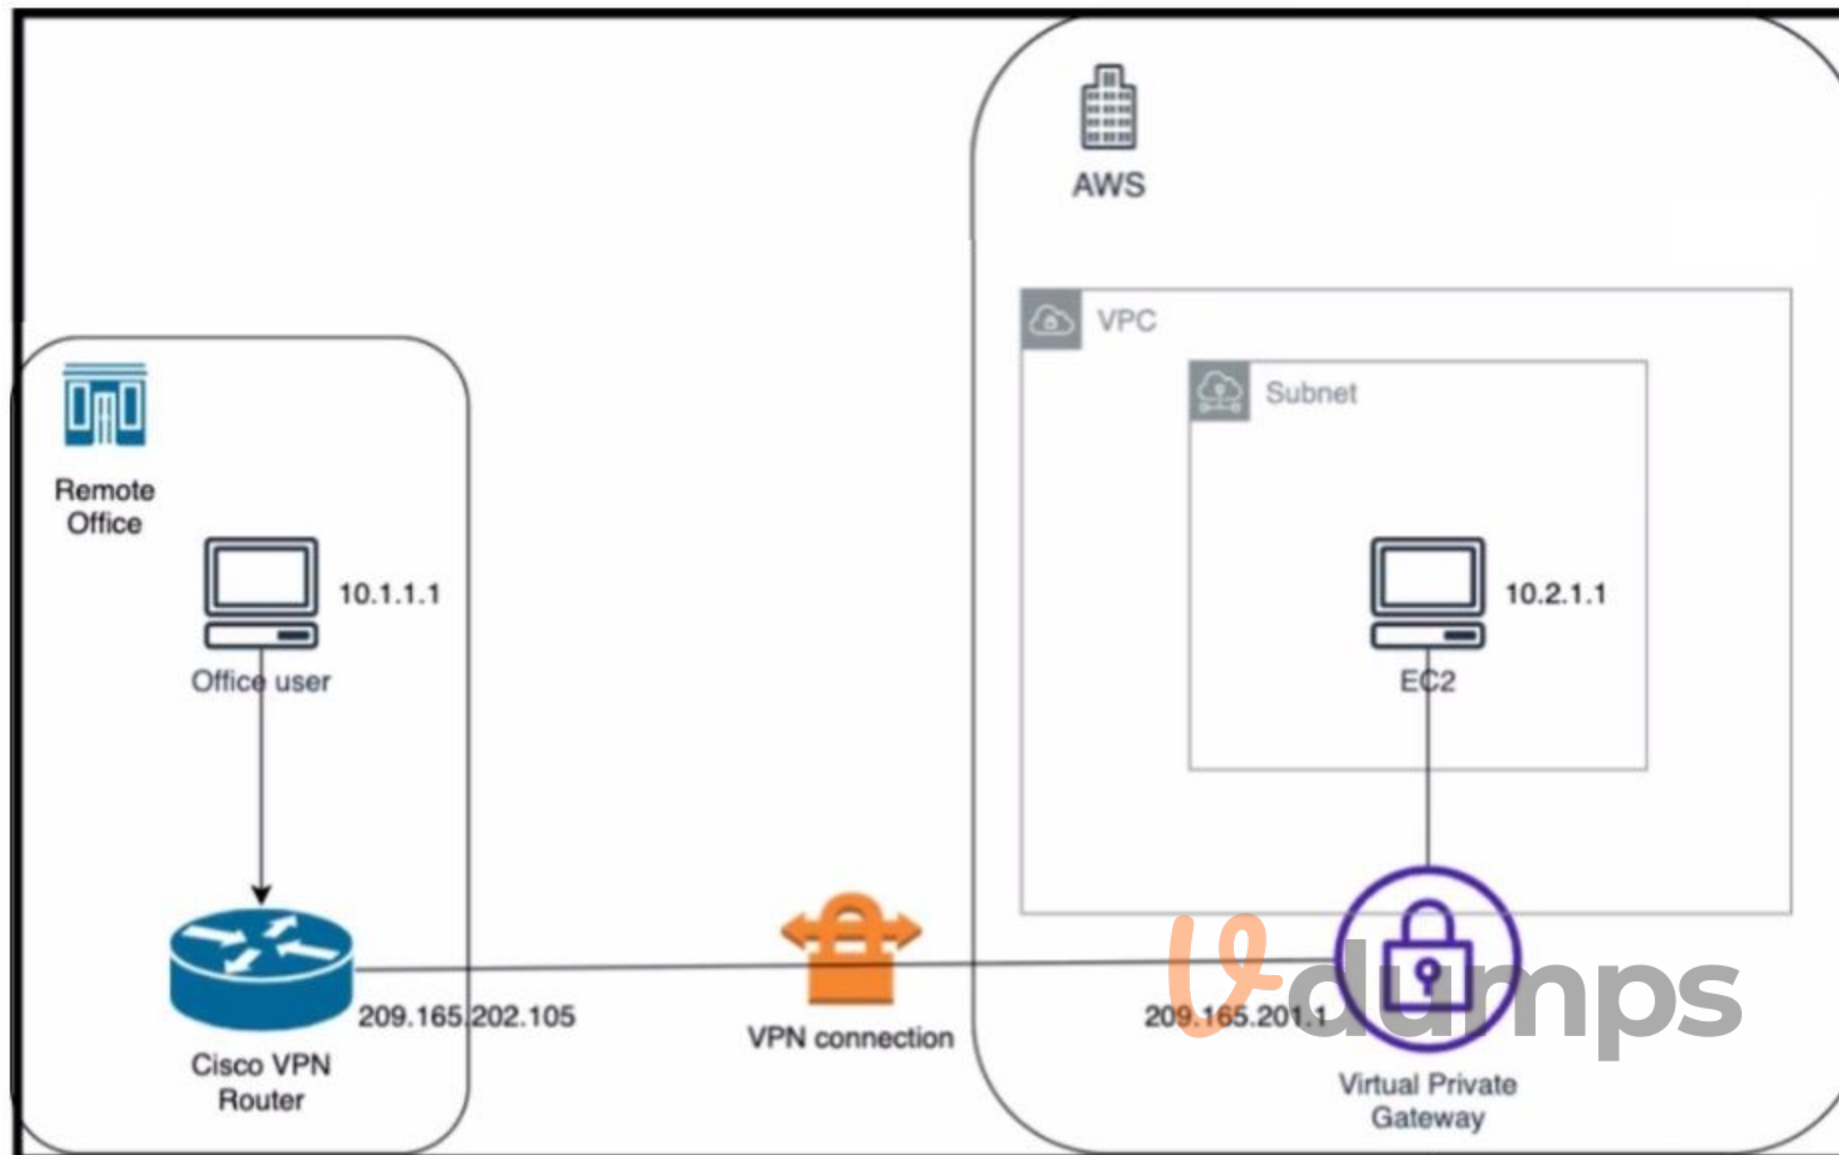 AWS
VPC
Subnet
Remote
Office
10.1.1.1
Office user
10.2.1.1
EC2
209.165.202.105
Cisco VPN
Router
VPN connection
209.165.201.1
dumps
Virtual Private
Gateway